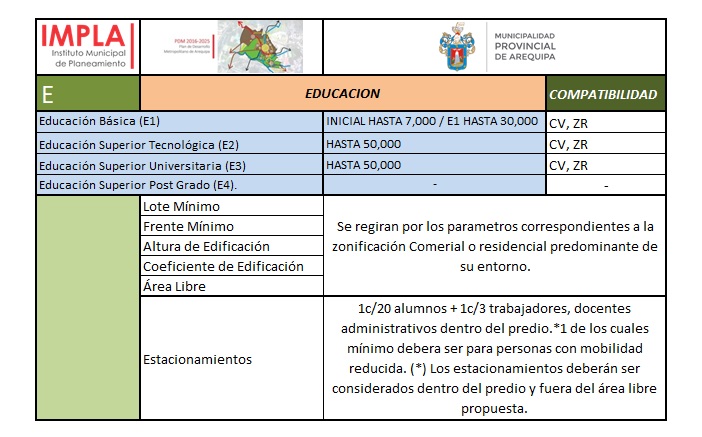 IMPLA
Instituto Municipal
de Planeamiento
PDM 2016-2025
Plan de Desarrollo
Metropolitano de Arequipa
MUNICIPALIDAD
PROVINCIAL
DE AREQUIPA
E
EDUCACION
COMPATIBILIDAD
Educación Básica (E1)
INICIAL HASTA 7,000 / E1 HASTA 30,000
CV, ZR
Educación Superior Tecnológica (E2)
HASTA 50,000
CV, ZR
Educación Superior Universitaria (E3)
HASTA 50,000
CV, ZR
Educación Superior Post Grado (E4).
-
-
Lote Mínimo
Frente Mínimo
Altura de Edificación
Coeficiente de Edificación
Área Libre
Se regiran por los parametros correspondientes a la
zonificación Comerial o residencial predominante de
su entorno.
Estacionamientos
1c/20 alumnos + 1c/3 trabajadores, docentes
administrativos dentro del predio.*1 de los cuales
mínimo debera ser para personas con mobilidad
reducida. (*) Los estacionamientos deberán ser
considerados dentro del predio y fuera del área libre
propuesta.